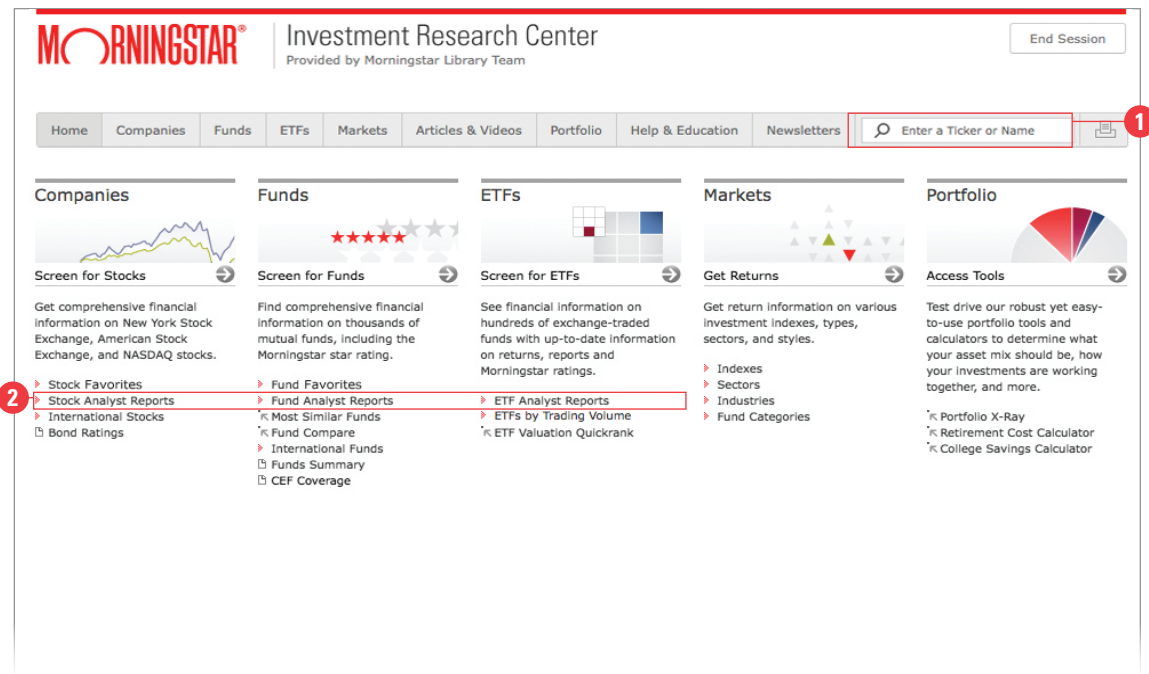 MORNINGSTAR®
Investment Research Center
Provided by Morningstar Library Team
End Session
Home Companies Funds ETFs Markets Articles & Videos Portfolio Help & Education Newsletters Enter a Ticker or Name
1
Companies
Screen for Stocks
Get comprehensive financial
information on New York Stock
Exchange, American Stock
Exchange, and NASDAQ stocks.
Stock Favorites
2
Stock Analyst Reports
International Stocks
Bond Ratings
Funds
Screen for Funds
Find comprehensive financial
information on thousands of
mutual funds, including the
Morningstar star rating.
Fund Favorites
Fund Analyst Reports
Most Similar Funds
Fund Compare
International Funds
Funds Summary
CEF Coverage
ETFs
Screen for ETFs
See financial information on
hundreds of exchange-traded
funds with up-to-date information
on returns, reports and
Morningstar ratings.
ETF Analyst Reports
ETFs by Trading Volume
ETF Valuation Quickrank
Markets
Get Returns
Get return information on various
investment indexes, types,
sectors, and styles.
Indexes
Sectors
Industries
Fund Categories
Portfolio
Access Tools
Test drive our robust yet easy-
to-use portfolio tools and
calculators to determine what
your asset mix should be, how
your investments are working
together, and more.
Portfolio X-Ray
Retirement Cost Calculator
College Savings Calculator